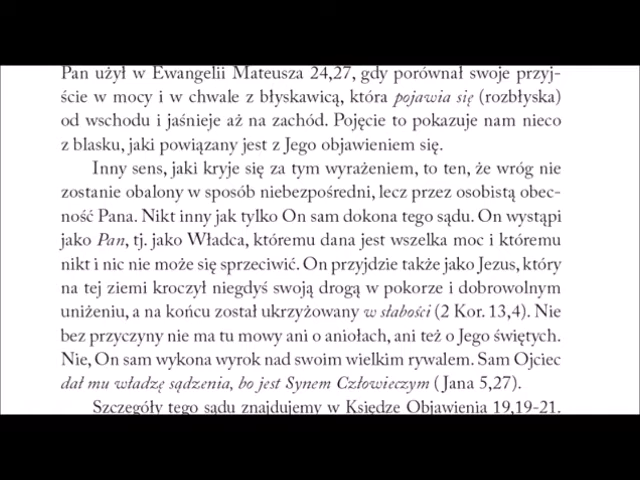 Pan użył w Ewangelii Mateusza 24,27, gdy porównał swoje przyj-
ście w mocy i w chwale z błyskawicą, która pojawia się (rozbłyska)
od wschodu i jaśnieje aż na zachód. Pojęcie to pokazuje nam nieco
z blasku, jaki powiązany jest z Jego objawieniem się.
Inny sens, jaki kryje się za tym wyrażeniem, to ten, że wróg nie
zostanie obalony w sposób niebezpośredni, lecz przez osobistą obec-
ność Pana. Nikt inny jak tylko On sam dokona tego sądu. On wystąpi
jako Pan, tj. jako Władca, któremu dana jest wszelka moc i któremu
nikt i nic nie może się sprzeciwić. On przyjdzie także jako Jezus, który
na tej ziemi kroczył niegdyś swoją drogą w pokorze i dobrowolnym
uniżeniu, a na końcu został ukrzyżowany w słabości (2 Kor. 13,4). Nie
bez przyczyny nie ma tu mowy ani o aniołach, ani też o Jego świętych.
Nie, On sam wykona wyrok nad swoim wielkim rywalem. Sam Ojciec
dał mu władzę sądzenia, bo jest Synem Człowieczym (Jana 5,27).
Szczegóły tego sądu znajdujemy w Księdze Objawienia 19,19-21.